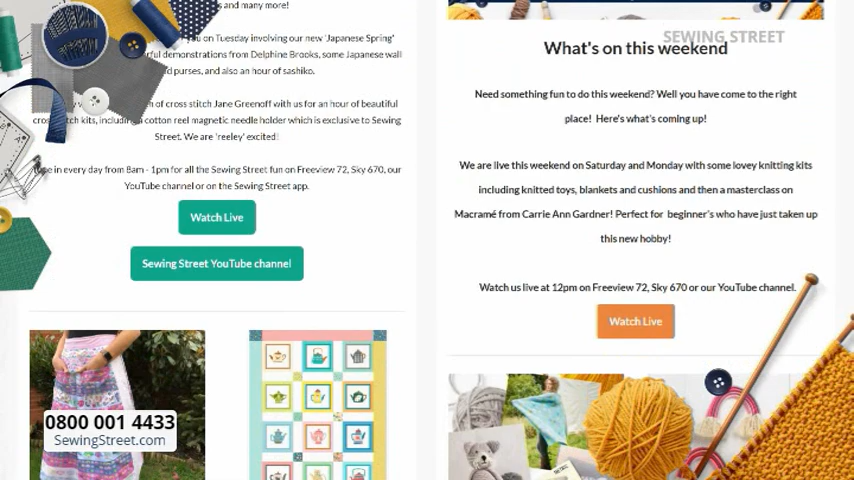 s and many more!
you on Tuesday involving our new 'Japanese Spring'
rful demonstrations from Delphine Brooks, some Japanese wall
d purses, and also an hour of sashiko.
n of cross stitch Jane Greenoff with us for an hour of beautiful
cross stitch kits, including a cotton reel magnetic needle holder which is exclusive to Sewing
Street. We are 'reeley' excited!
Tune in every day from 8am - 1pm for all the Sewing Street fun on Freeview 72, Sky 670, our
YouTube channel or on the Sewing Street app.
Watch Live
Sewing Street YouTube channel
0800 001 4433
SewingStreet.com
SEWING STREET
What's on this weekend
Need something fun to do this weekend? Well you have come to the right
place! Here's what's coming up!
We are live this weekend on Saturday and Monday with some lovey knitting kits
including knitted toys, blankets and cushions and then a masterclass on
Macramé from Carrie Ann Gardner! Perfect for beginner's who have just taken up
this new hobby!
Watch us live at 12pm on Freeview 72, Sky 670 or our YouTube channel.
Watch Live